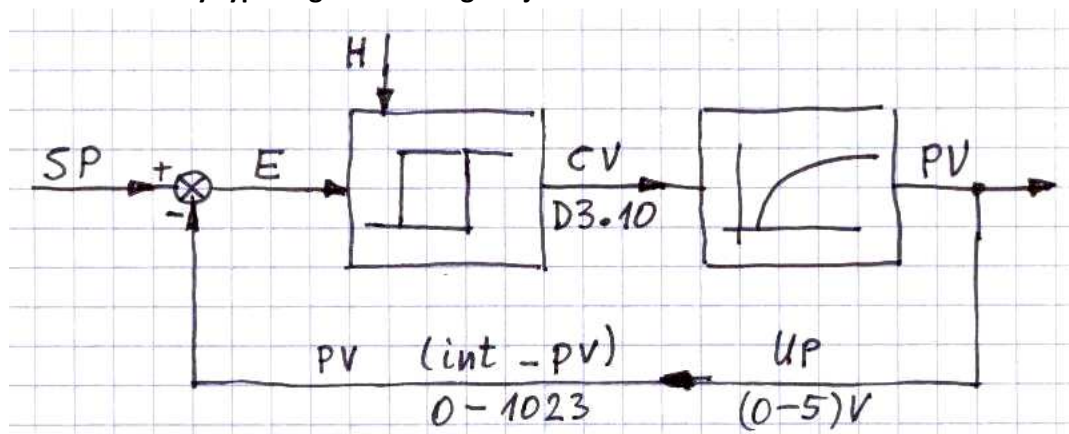 H
SP + E CV PV
-
D3.10
PV (int_pv) UP
0-1023 (0-5)V